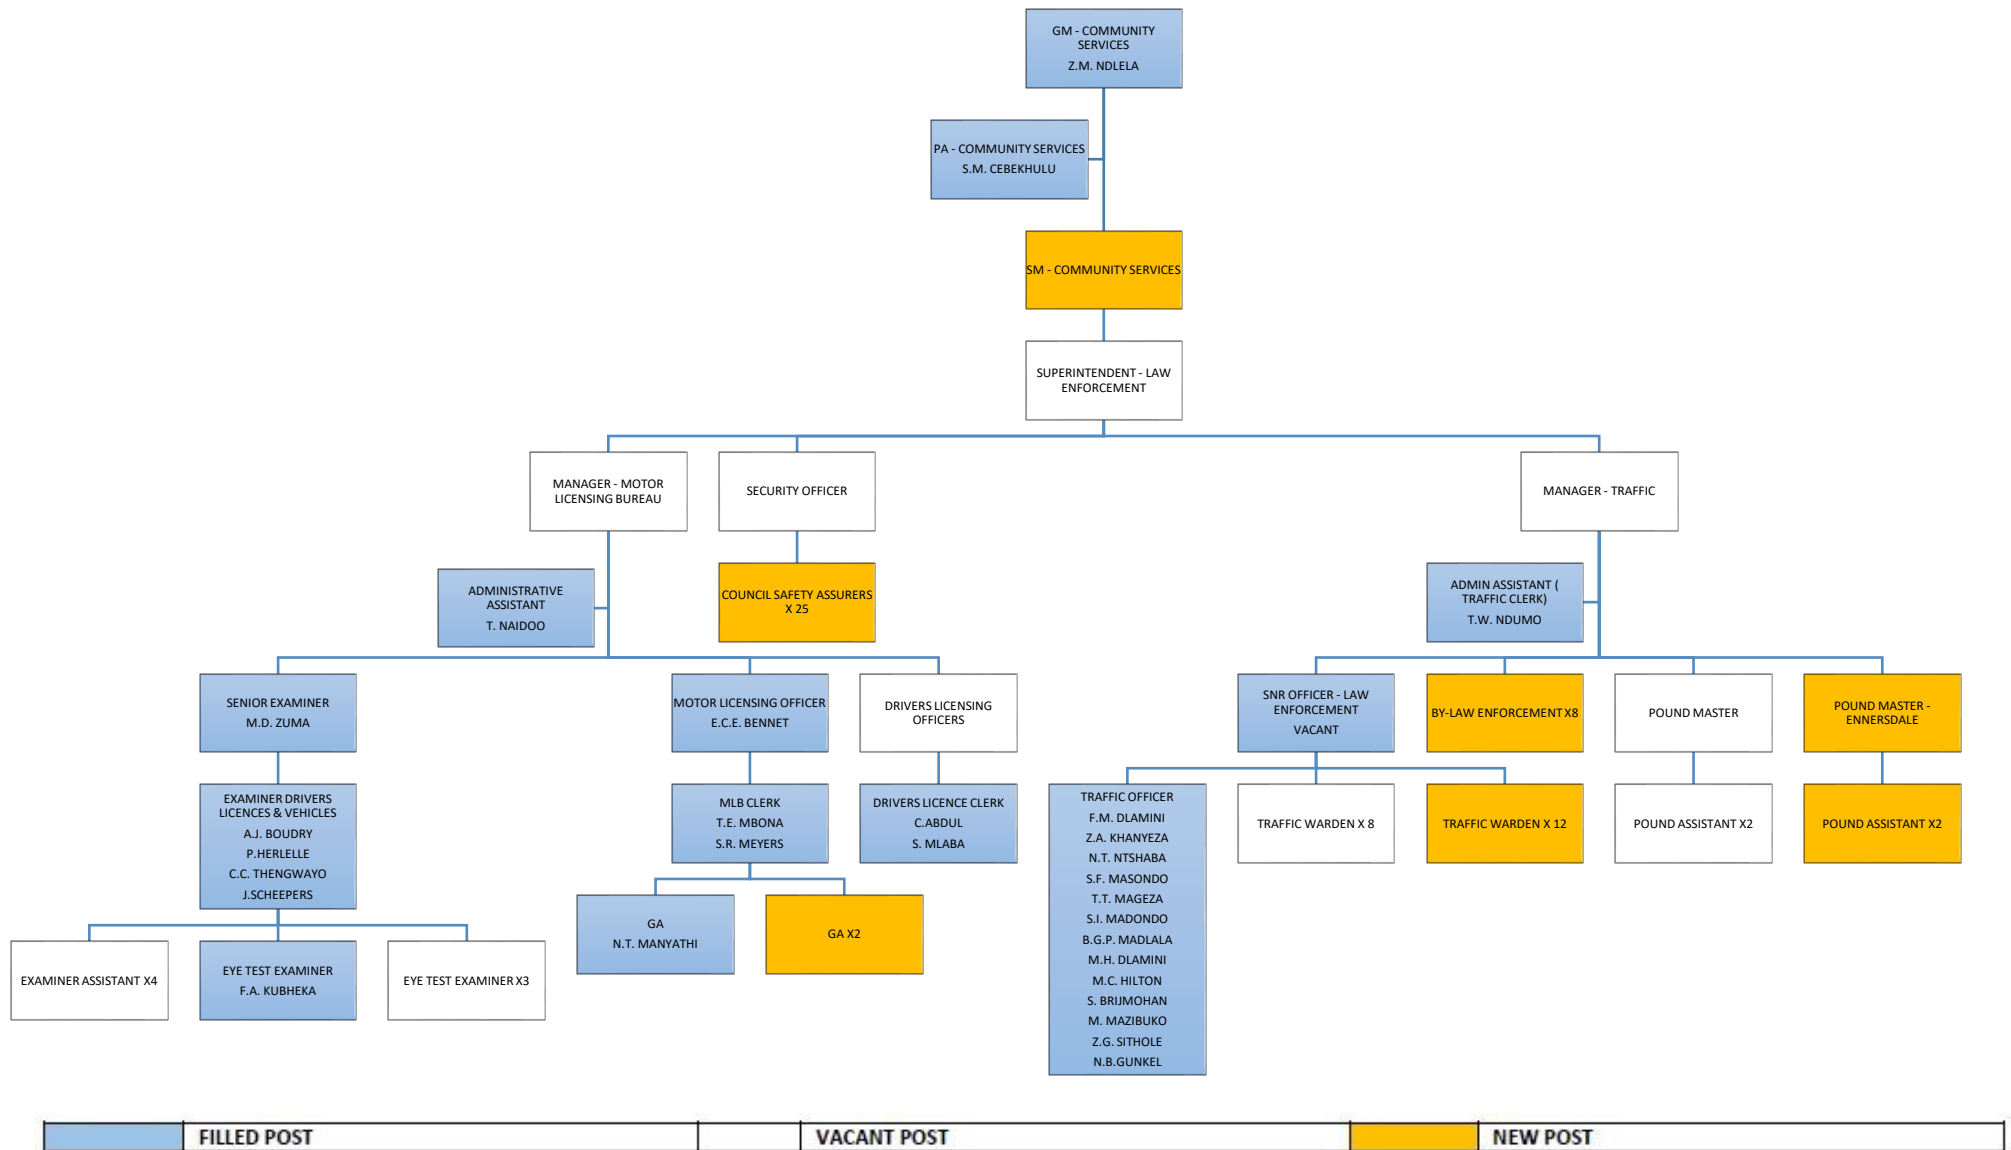 GM - COMMUNITY
SERVICES
Z.M. NDLELA
PA - COMMUNITY SERVICES
S.M. CEBEKHULU
SM - COMMUNITY SERVICES
SUPERINTENDENT - LAW
ENFORCEMENT
MANAGER - MOTOR
LICENSING BUREAU
SECURITY OFFICER
MANAGER - TRAFFIC
ADMINISTRATIVE
ASSISTANT
T. NAIDOO
COUNCIL SAFETY ASSURERS
X 25
ADMIN ASSISTANT (
TRAFFIC CLERK)
T.W. NDUMO
SENIOR EXAMINER
M.D. ZUMA
MOTOR LICENSING OFFICER
E.C.E. BENNET
DRIVERS LICENSING
OFFICERS
SNR OFFICER - LAW
ENFORCEMENT
VACANT
BY-LAW ENFORCEMENT X8
POUND MASTER
POUND MASTER -
ENNERSDALE
EXAMINER DRIVERS
LICENCES & VEHICLES
A.J. BOUDRY
P.HERLELLE
C.C. THENGWAYO
J.SCHEEPERS
MLB CLERK
T.E. MBONA
S.R. MEYERS
DRIVERS LICENCE CLERK
C.ABDUL
S. MLABA
TRAFFIC OFFICER
F.M. DLAMINI
Z.A. KHANYEZA
N.T. NTSHABA
S.F. MASONDO
T.T. MAGEZA
S.I. MADONDO
B.G.P. MADLALA
M.H. DLAMINI
M.C. HILTON
S. BRIJMOHAN
M. MAZIBUKO
Z.G. SITHOLE
N.B.GUNKEL
TRAFFIC WARDEN X 8
TRAFFIC WARDEN X 12
POUND ASSISTANT X2
POUND ASSISTANT X2
GA
N.T. MANYATHI
GA X2
EXAMINER ASSISTANT X4
EYE TEST EXAMINER
F.A. KUBHEKA
EYE TEST EXAMINER X3
FILLED POST
VACANT POST
NEW POST